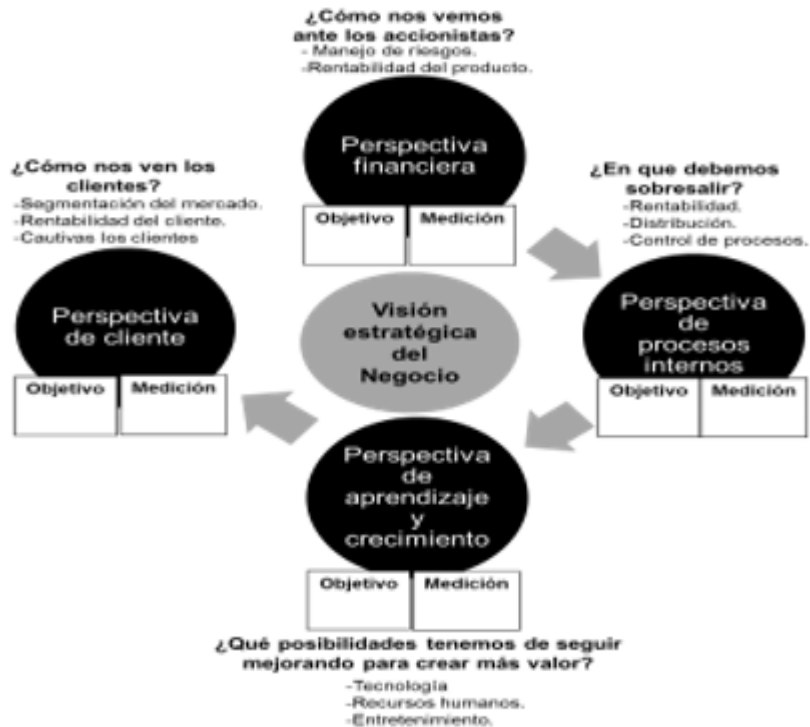 ¿Cómo nos vemos
ante los accionistas?
- Manejo de riesgos.
-Rentabilidad del producto.
Perspectiva
financiera
Objetivo
Medición
¿Cómo nos ven los
clientes?
-Segmentación del mercado.
-Rentabilidad del cliente.
-Cautivas los clientes
Perspectiva
de cliente
Objetivo
Medición
Visión
estratégica
del
Negocio
¿En que debemos
sobresalir?
-Rentabilidad.
-Distribución.
-Control de procesos.
Perspectiva
de
procesos
internos
Objetivo
Medición
Perspectiva
de
aprendizaje
y
crecimiento
Objetivo
Medición
¿Qué posibilidades tenemos de seguir
mejorando para crear más valor?
-Tecnología
-Recursos humanos.
-Entretenimiento.